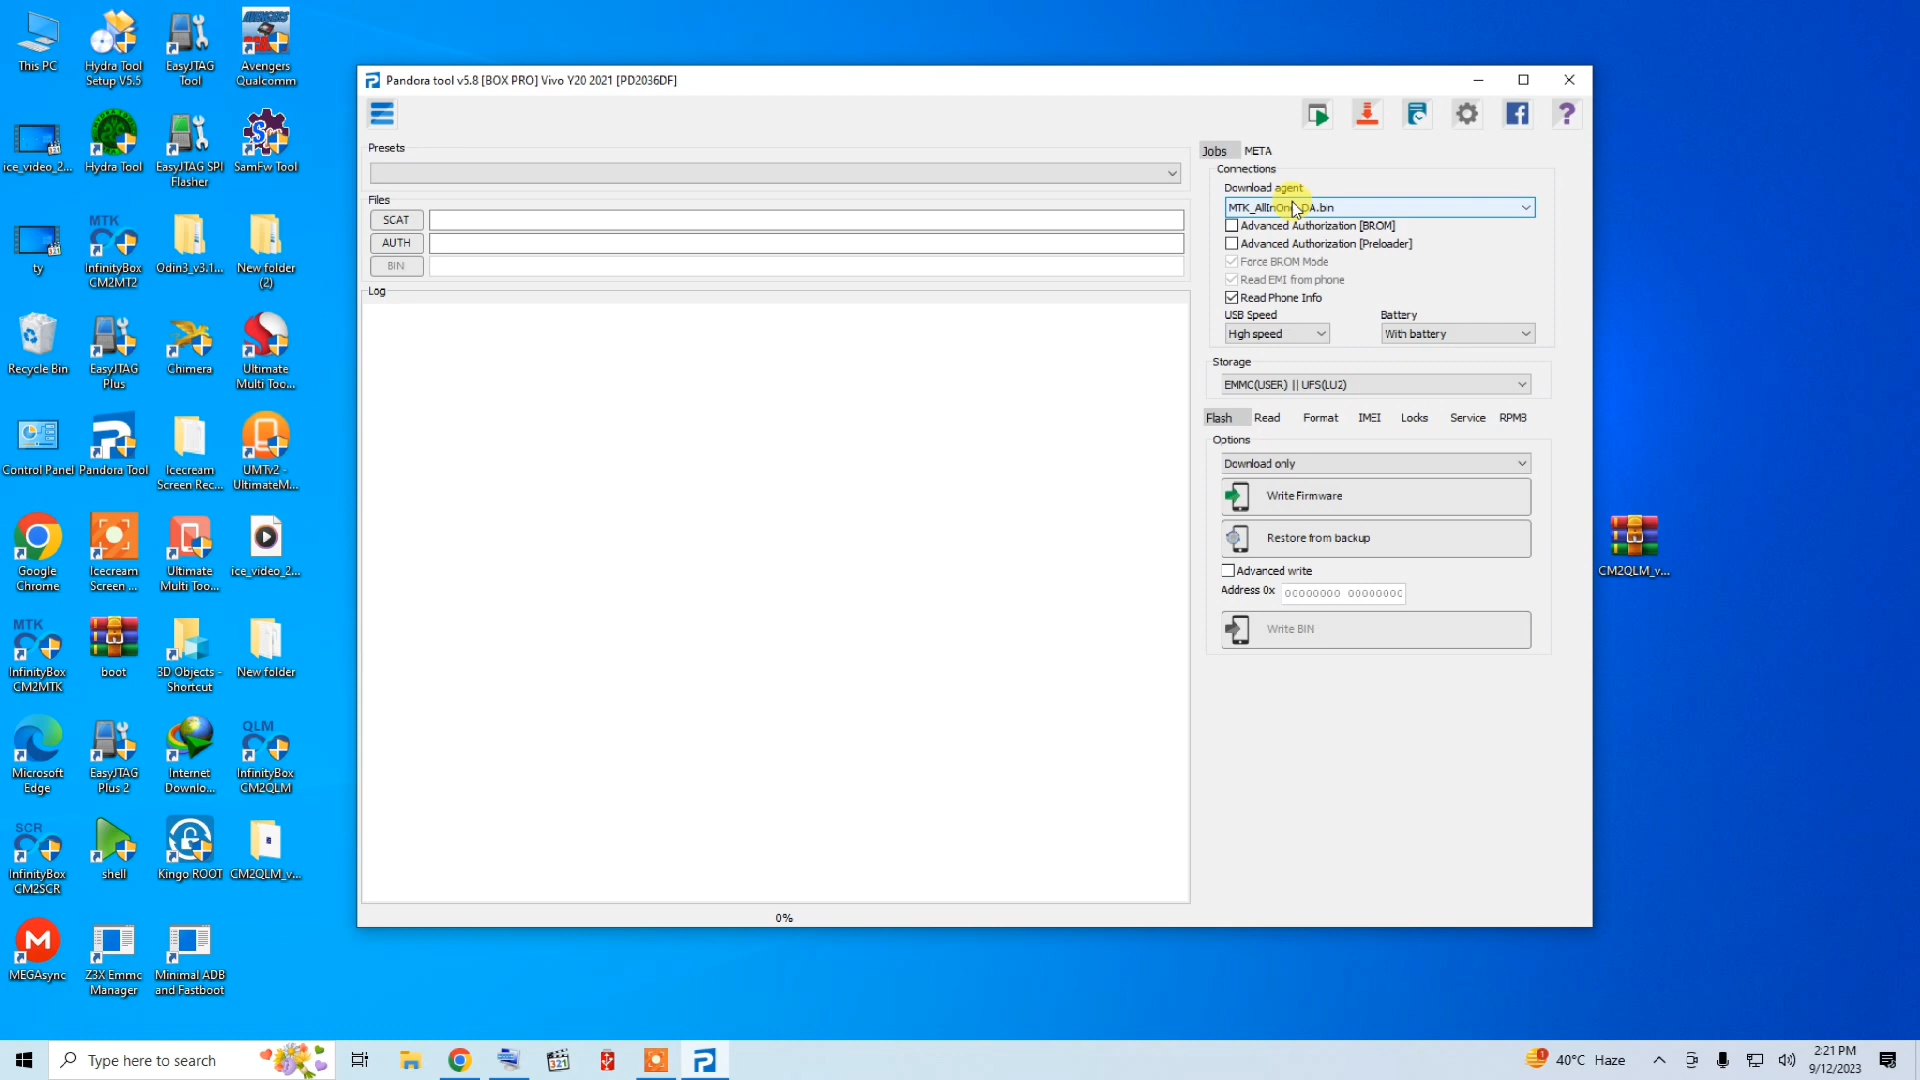 This PC
Hydra Tool
Setup V5.5
EasyJTAG
Tool
AVENGERS
Avengers
Qualcomm
ice_video_2...
Hydra Tool
EasyJTAG SPI
Flasher
SamFw Tool
ty
MTK
InfinityBox
CM2MT2
Odin3_v3.1...
New folder
(2)
Recycle Bin
EasyJTAG
Plus
Chimera
Ultimate
Multi Too...
Control Panel
Pandora Tool
Icecream
Screen Rec...
UMTv2 -
UltimateM...
Google
Chrome
Icecream
Screen ...
Ultimate
Multi Too...
ice_video_2...
MTK
InfinityBox
CM2MTK
boot
3D Objects -
Shortcut
New folder
Microsoft
Edge
EasyJTAG
Plus 2
Internet
Downlo...
QLM
InfinityBox
CM2QLM
SCR
InfinityBox
CM2SCR
shell
Kingo ROOT
CM2QLM_v...
MEGAsync
Z3X Emmc
Manager
Minimal ADB
and Fastboot
Pandora tool v5.8 [BOX PRO] Vivo Y20 2021 [PD2036DF]
Presets
Files
SCAT
AUTH
BIN
Log
0%
Jobs
META
Connections
Download agent
Advanced Authorization [BROM]
Advanced Authorization [Preloader]
Force BROM Mode
Read EMI from phone
Read Phone Info
USB Speed
Battery
High speed
With battery
Storage
EMMC(USER) || UFS(LU2)
Flash
Read
Format
IMEI
Locks
Service
RPMB
Options
Download only
Write Firmware
Restore from backup
Advanced write
Address 0x
Write BIN
CM2QLM_v...
Type here to search
321
40°C Haze
2:21 PM
9/12/2023